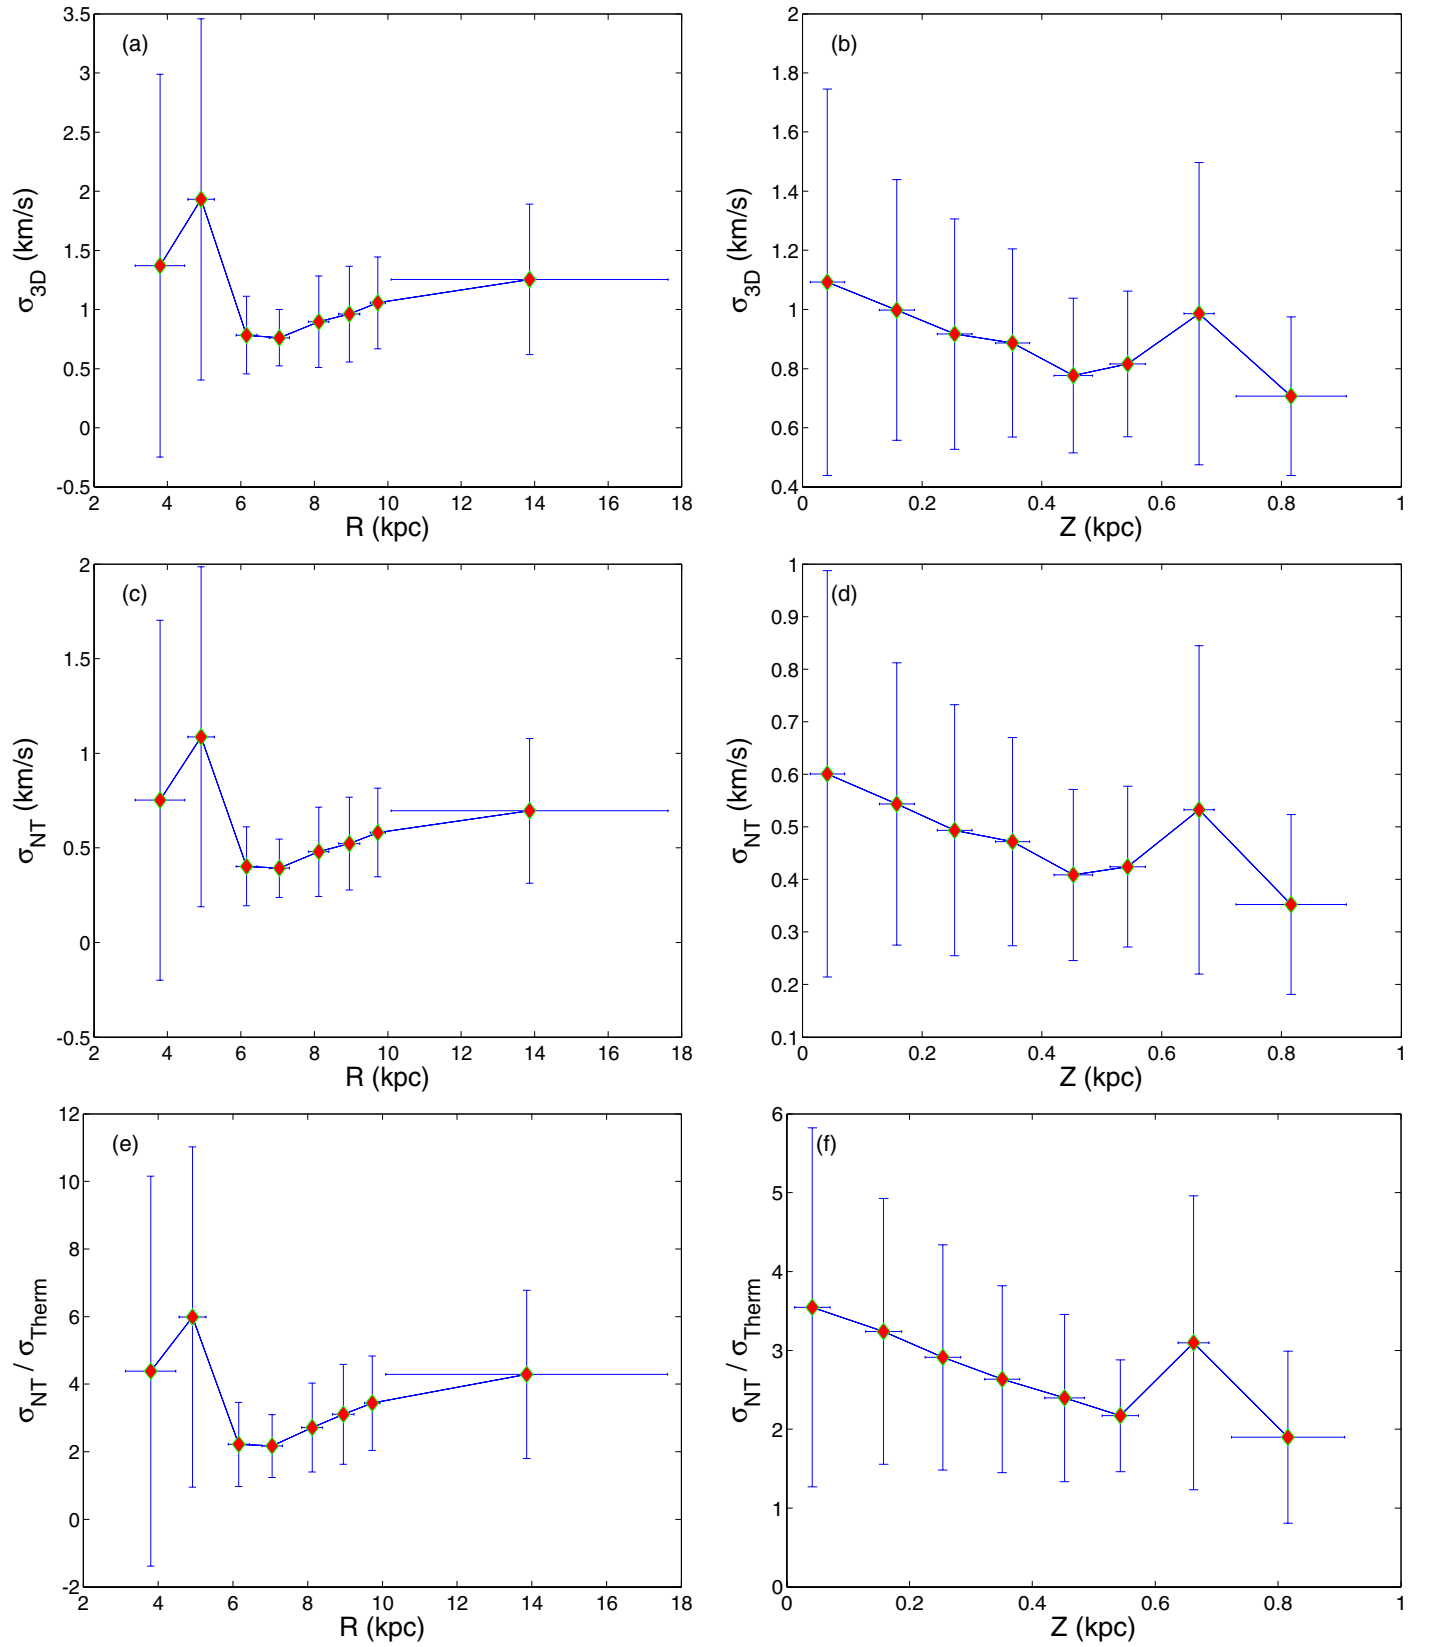 (a)
3.5
3
2.5
2
1.5
1
0.5
0
-0.5
σ3D (km/s)
2 4 6 8 10 12 14 16 18
R (kpc)
(b)
2
1.8
1.6
1.4
1.2
1
0.8
0.6
0.4
σ3D (km/s)
0 0.2 0.4 0.6 0.8 1
Z (kpc)
(c)
2
1.5
1
0.5
0
-0.5
σNT (km/s)
2 4 6 8 10 12 14 16 18
R (kpc)
(d)
1
0.9
0.8
0.7
0.6
0.5
0.4
0.3
0.2
0.1
σNT (km/s)
0 0.2 0.4 0.6 0.8 1
Z (kpc)
(e)
12
10
8
6
4
2
0
-2
σNT / σTherm
2 4 6 8 10 12 14 16 18
R (kpc)
(f)
6
5
4
3
2
1
0
σNT / σTherm
0 0.2 0.4 0.6 0.8 1
Z (kpc)